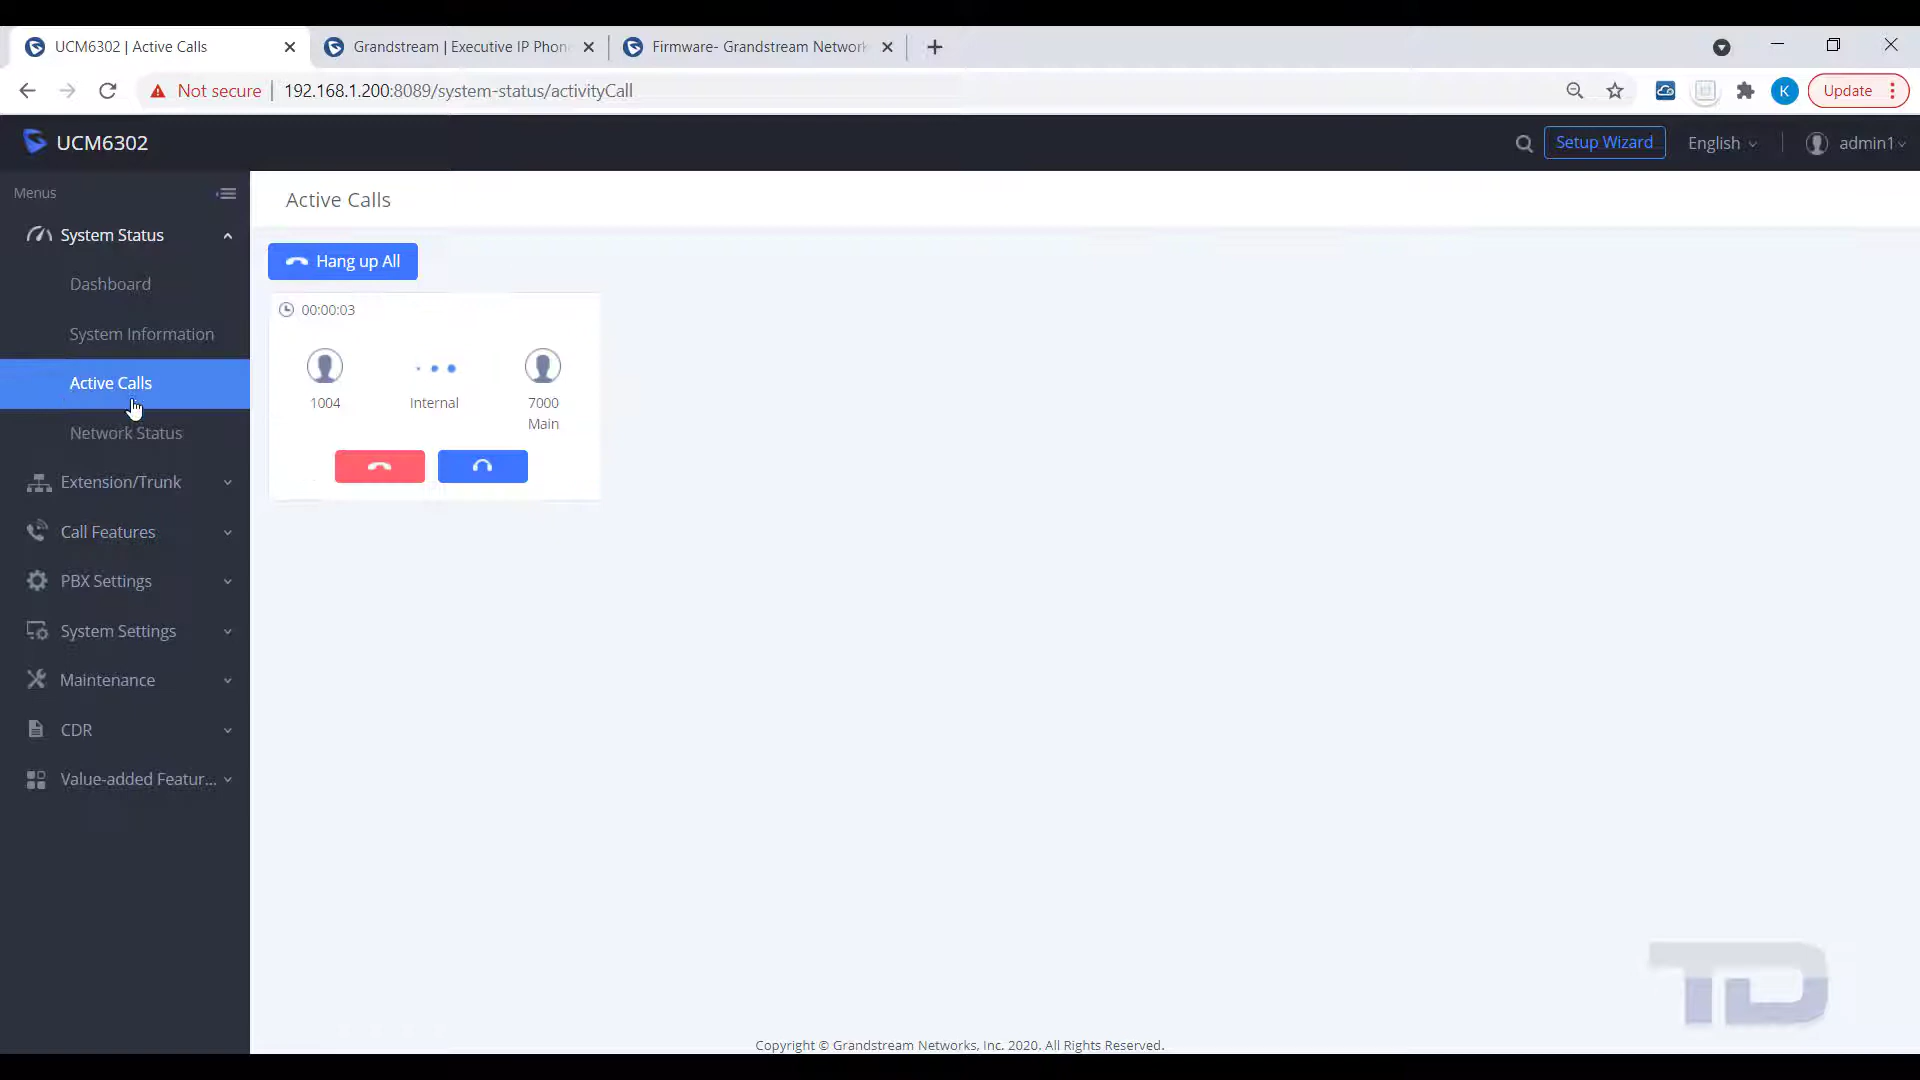 UCM6302 | Active Calls
Grandstream | Executive IP Phon
Firmware- Grandstream Network
Not secure
192.168.1.200:8089/system-status/activityCall
K
Update
UCM6302
Setup Wizard
English
admin1
Menus
System Status
Dashboard
System Information
Active Calls
Network Status
Extension/Trunk
Call Features
PBX Settings
System Settings
Maintenance
CDR
Value-added Featur...
Active Calls
Hang up All
00:00:03
1004
Internal
7000
Main
TD
Copyright © Grandstream Networks, Inc. 2020. All Rights Reserved.